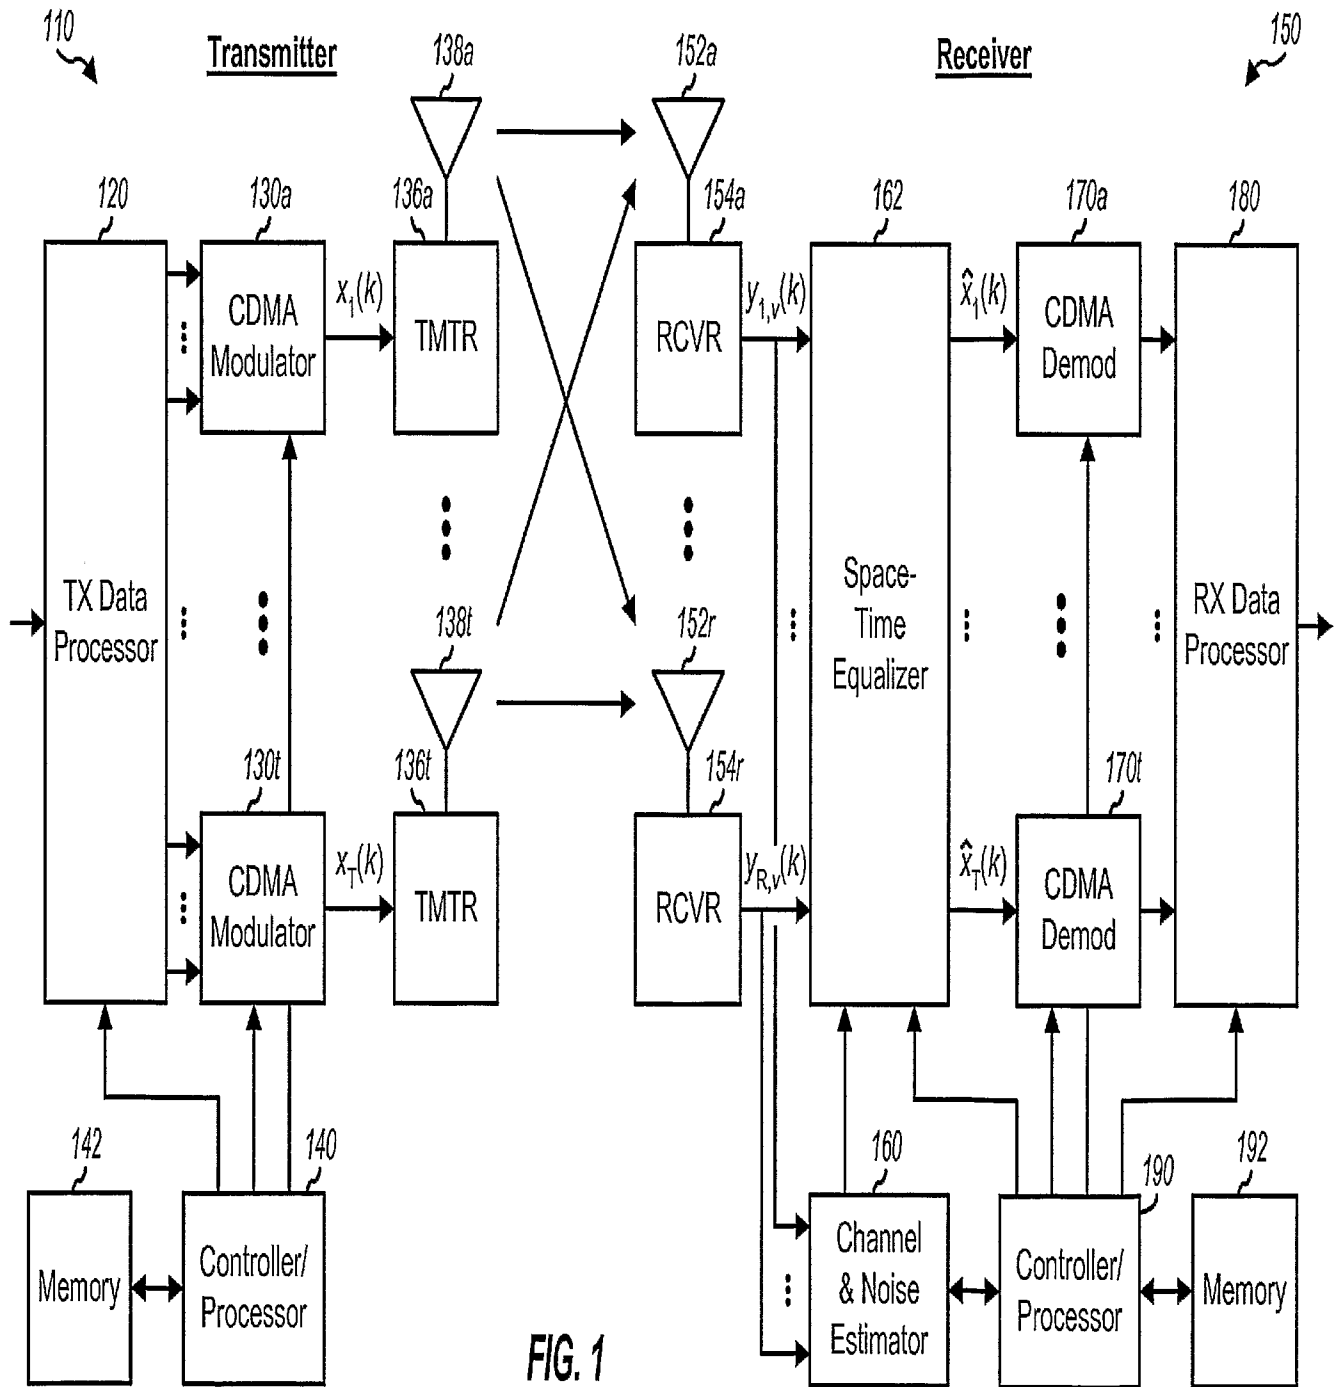 110
Transmitter
138a
152a
Receiver
150
120
130a
136a
154a
162
170a
180
CDMA
Modulator
x₁(k)
TMTR
RCVR
y₁,ᵥ(k)
x̂₁(k)
CDMA
Demod
TX Data
Processor
Space-
Time
Equalizer
RX Data
Processor
138t
152r
130t
136t
154r
170t
CDMA
Modulator
x_T(k)
TMTR
RCVR
y_R,ᵥ(k)
x̂_T(k)
CDMA
Demod
142
140
160
190
192
Memory
Controller/
Processor
Channel
& Noise
Estimator
Controller/
Processor
Memory
FIG. 1